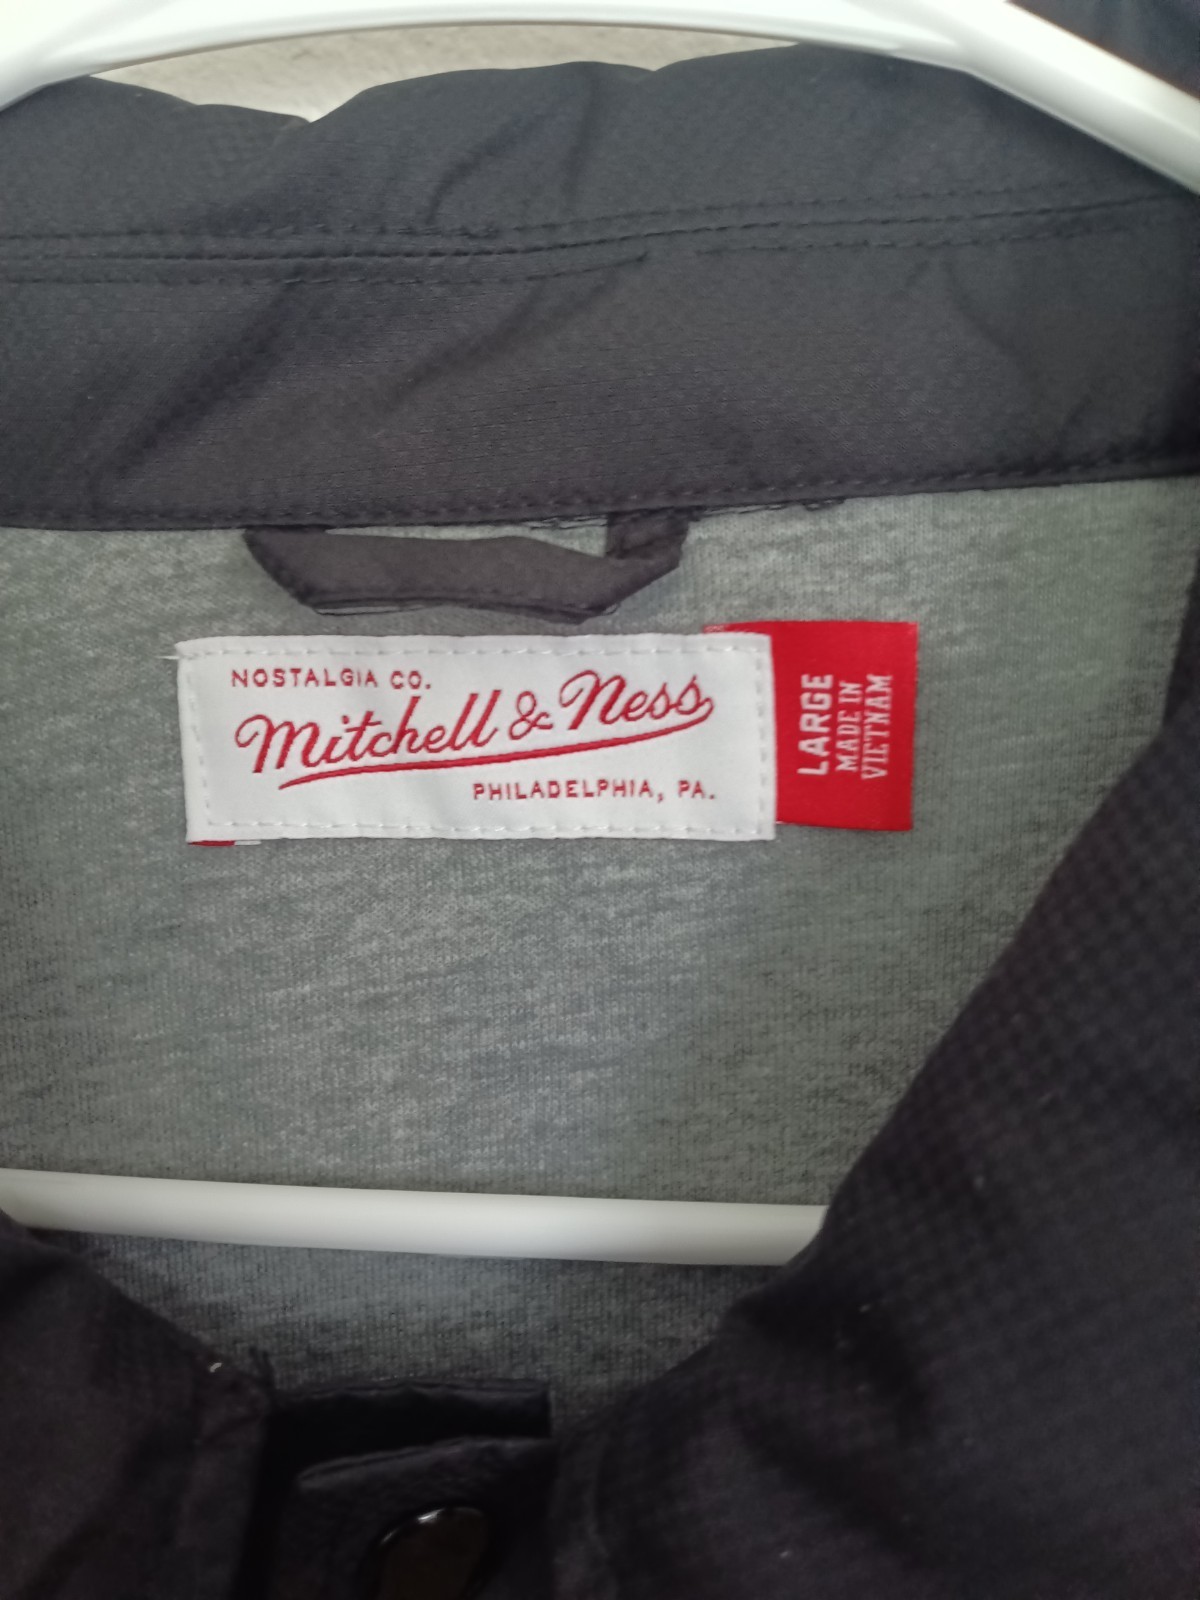 NOSTALGIA CO.
Mitchell & Ness
PHILADELPHIA, PA.
LARGE
MADE IN
VIETNAM